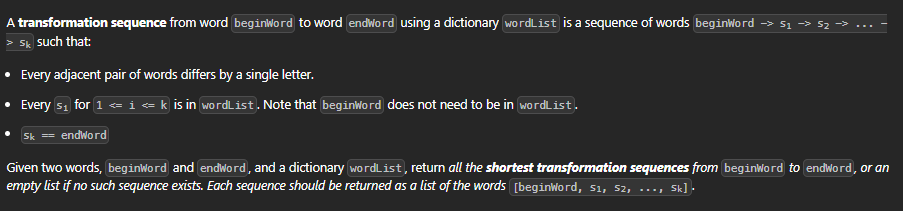 A transformation sequence from word beginWord to word endWord using a dictionary wordList is a sequence of words beginWord -> s1 -> s2 -> ... -
> sk such that:
• Every adjacent pair of words differs by a single letter.
• Every s1 for 1 <= i <= k is in wordList. Note that beginWord does not need to be in wordList.
• sk == endWord
Given two words, beginWord and endWord, and a dictionary wordList, return all the shortest transformation sequences from beginWord to endWord, or an
empty list if no such sequence exists. Each sequence should be returned as a list of the words [beginWord, s1, s2, ..., sk].